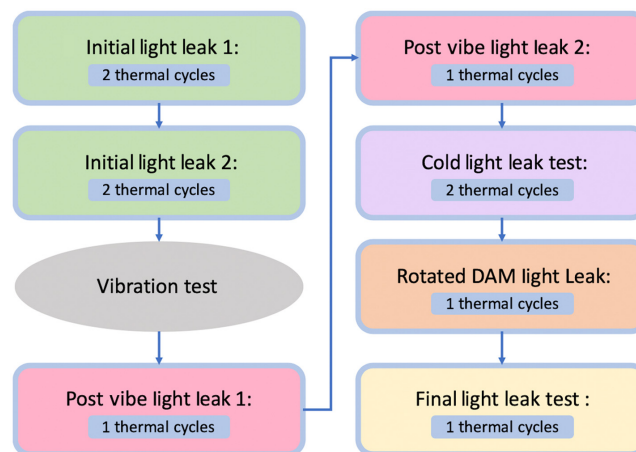 Initial light leak 1:
2 thermal cycles
Initial light leak 2:
2 thermal cycles
Vibration test
Post vibe light leak 1:
1 thermal cycles
Post vibe light leak 2:
1 thermal cycles
Cold light leak test:
2 thermal cycles
Rotated DAM light Leak:
1 thermal cycles
Final light leak test :
1 thermal cycles